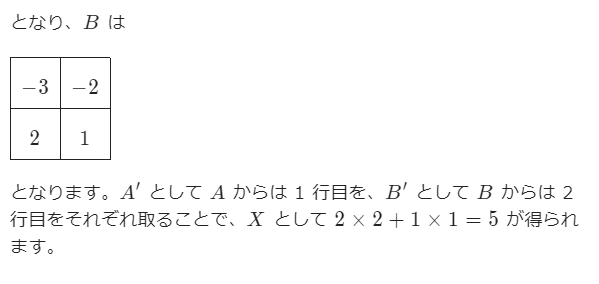 となり、B は
−3 −2
2 1
となります。A′ として A からは 1 行目を、B′ として B からは 2
行目をそれぞれ取ることで、X として 2 × 2 + 1 × 1 = 5 が得られ
ます。